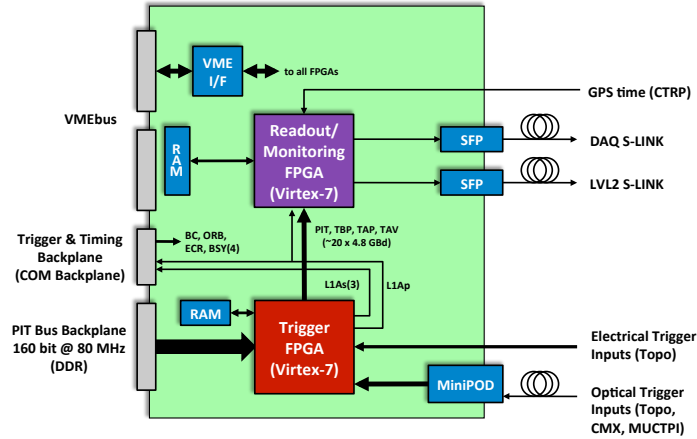 VME
I/F
to all FPGAs
GPS time (CTRP)
VMEbus
RAM
Readout/
Monitoring
FPGA
(Virtex-7)
SFP
DAQ S-LINK
SFP
LVL2 S-LINK
Trigger & Timing
Backplane
(COM Backplane)
BC, ORB,
ECR, BSY(4)
PIT, TBP, TAP, TAV
(~20 x 4.8 GBd)
L1As(3)
L1Ap
PIT Bus Backplane
160 bit @ 80 MHz
(DDR)
RAM
Trigger
FPGA
(Virtex-7)
Electrical Trigger
Inputs (Topo)
MiniPOD
Optical Trigger
Inputs (Topo,
CMX, MUCTPI)